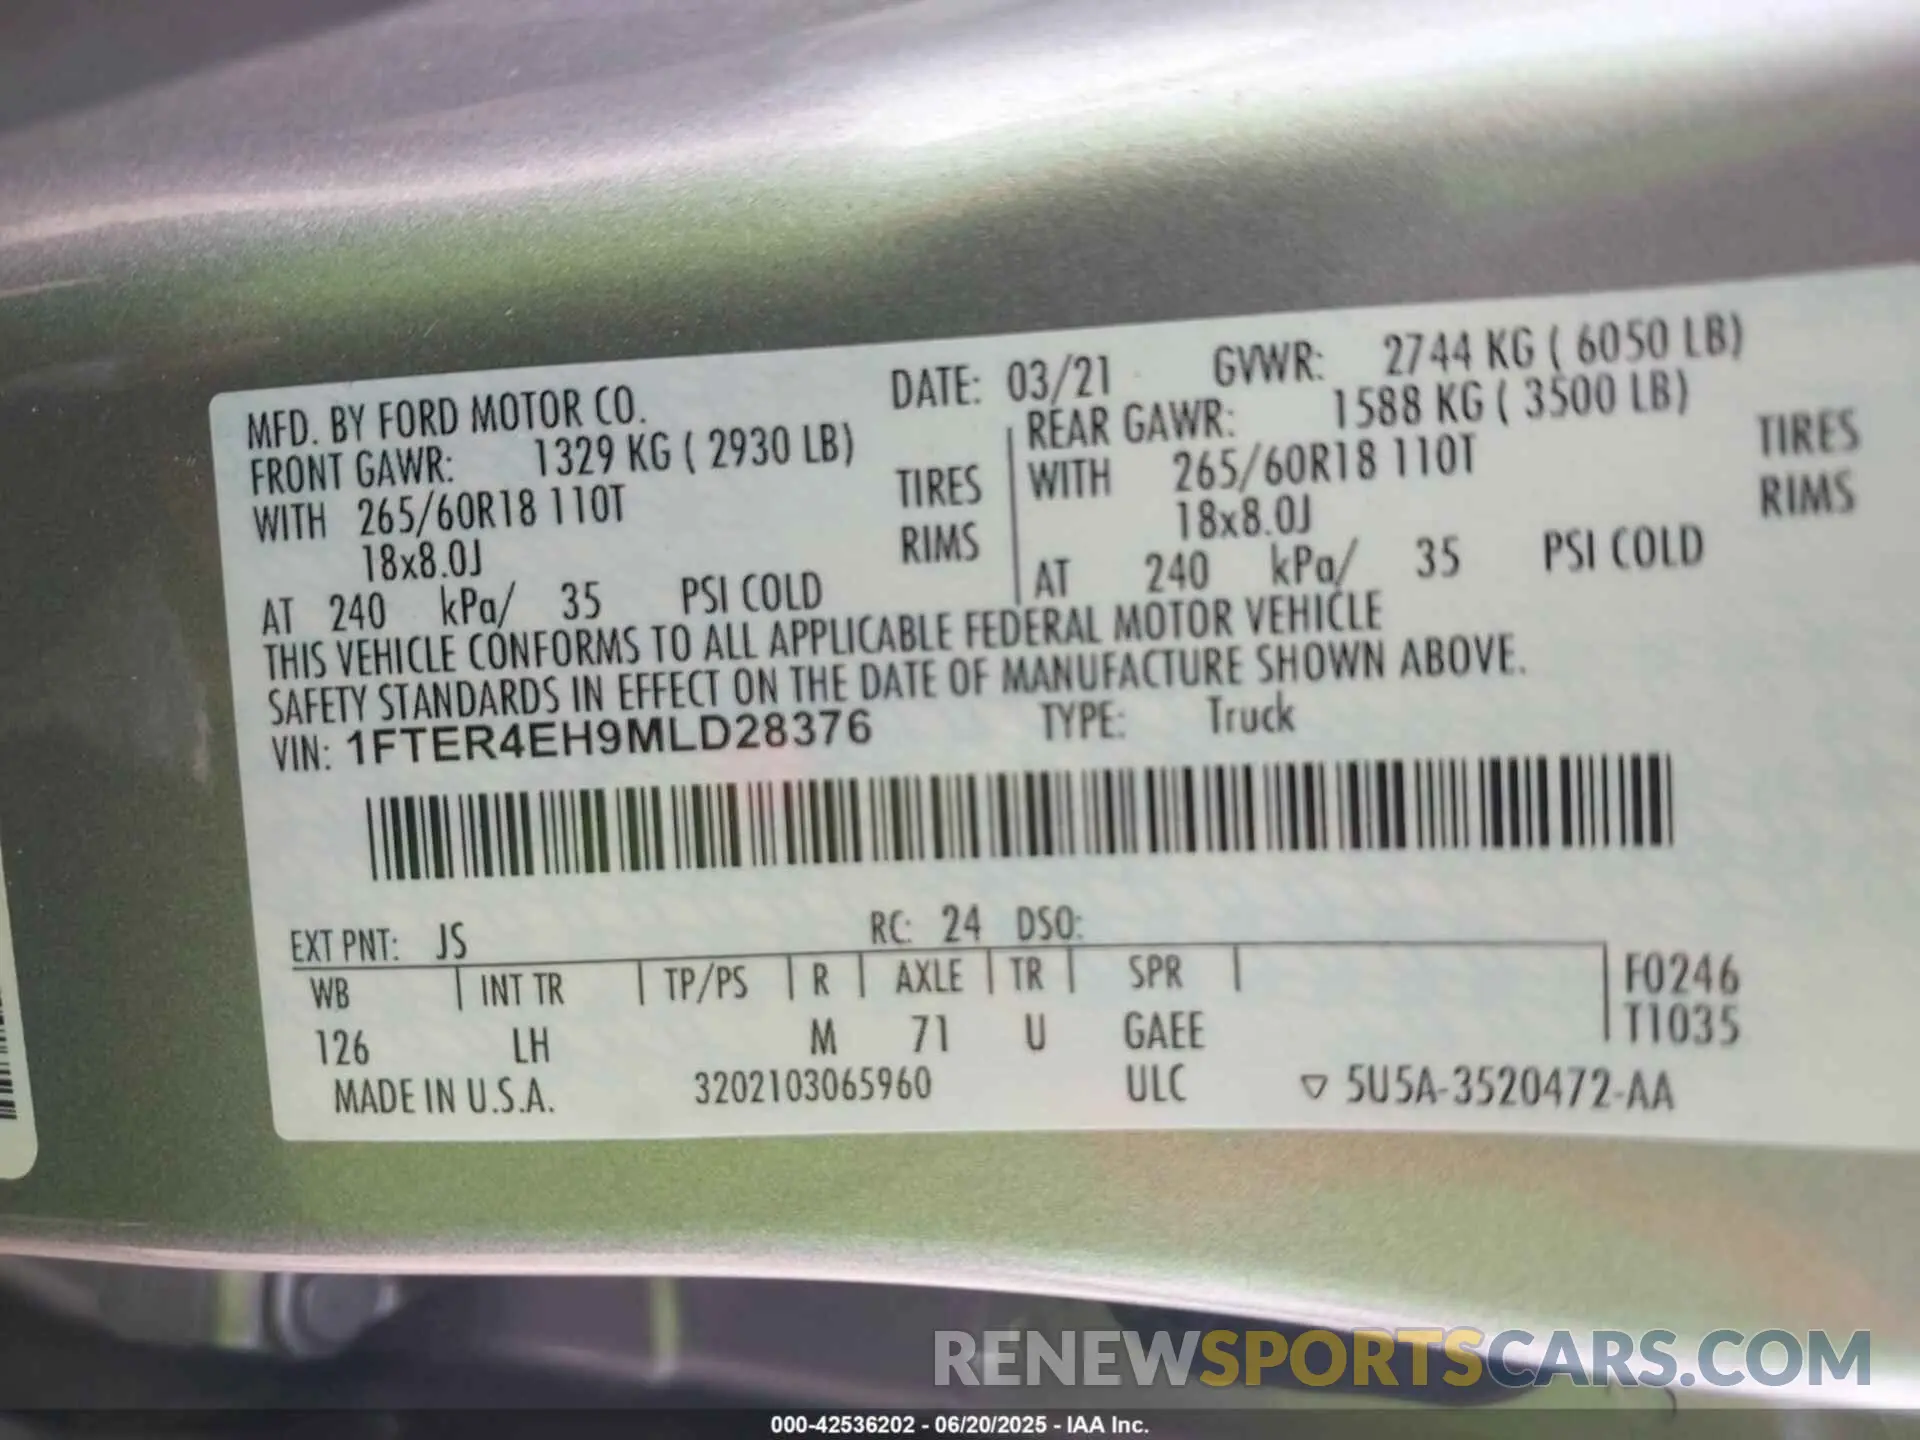 MFD. BY FORD MOTOR CO. DATE: 03/21 GVWR: 2744 KG ( 6050 LB)
FRONT GAWR: 1329 KG ( 2930 LB) REAR GAWR: 1588 KG ( 3500 LB)
WITH 265/60R18 110T TIRES WITH 265/60R18 110T TIRES
18x8.0J RIMS 18x8.0J RIMS
AT 240 kPa/ 35 PSI COLD AT 240 kPa/ 35 PSI COLD
THIS VEHICLE CONFORMS TO ALL APPLICABLE FEDERAL MOTOR VEHICLE
SAFETY STANDARDS IN EFFECT ON THE DATE OF MANUFACTURE SHOWN ABOVE.
VIN: 1FTER4EH9MLD28376 TYPE: Truck
EXT PNT: JS RC: 24 DSO:
WB INT TR TP/PS R AXLE TR SPR F0246
126 LH M 71 U GAEE T1035
MADE IN U.S.A. 3202103065960 ULC ▽ 5U5A-3520472-AA
RENEWSPORTSCARS.COM
000-42536202 - 06/20/2025 - IAA Inc.